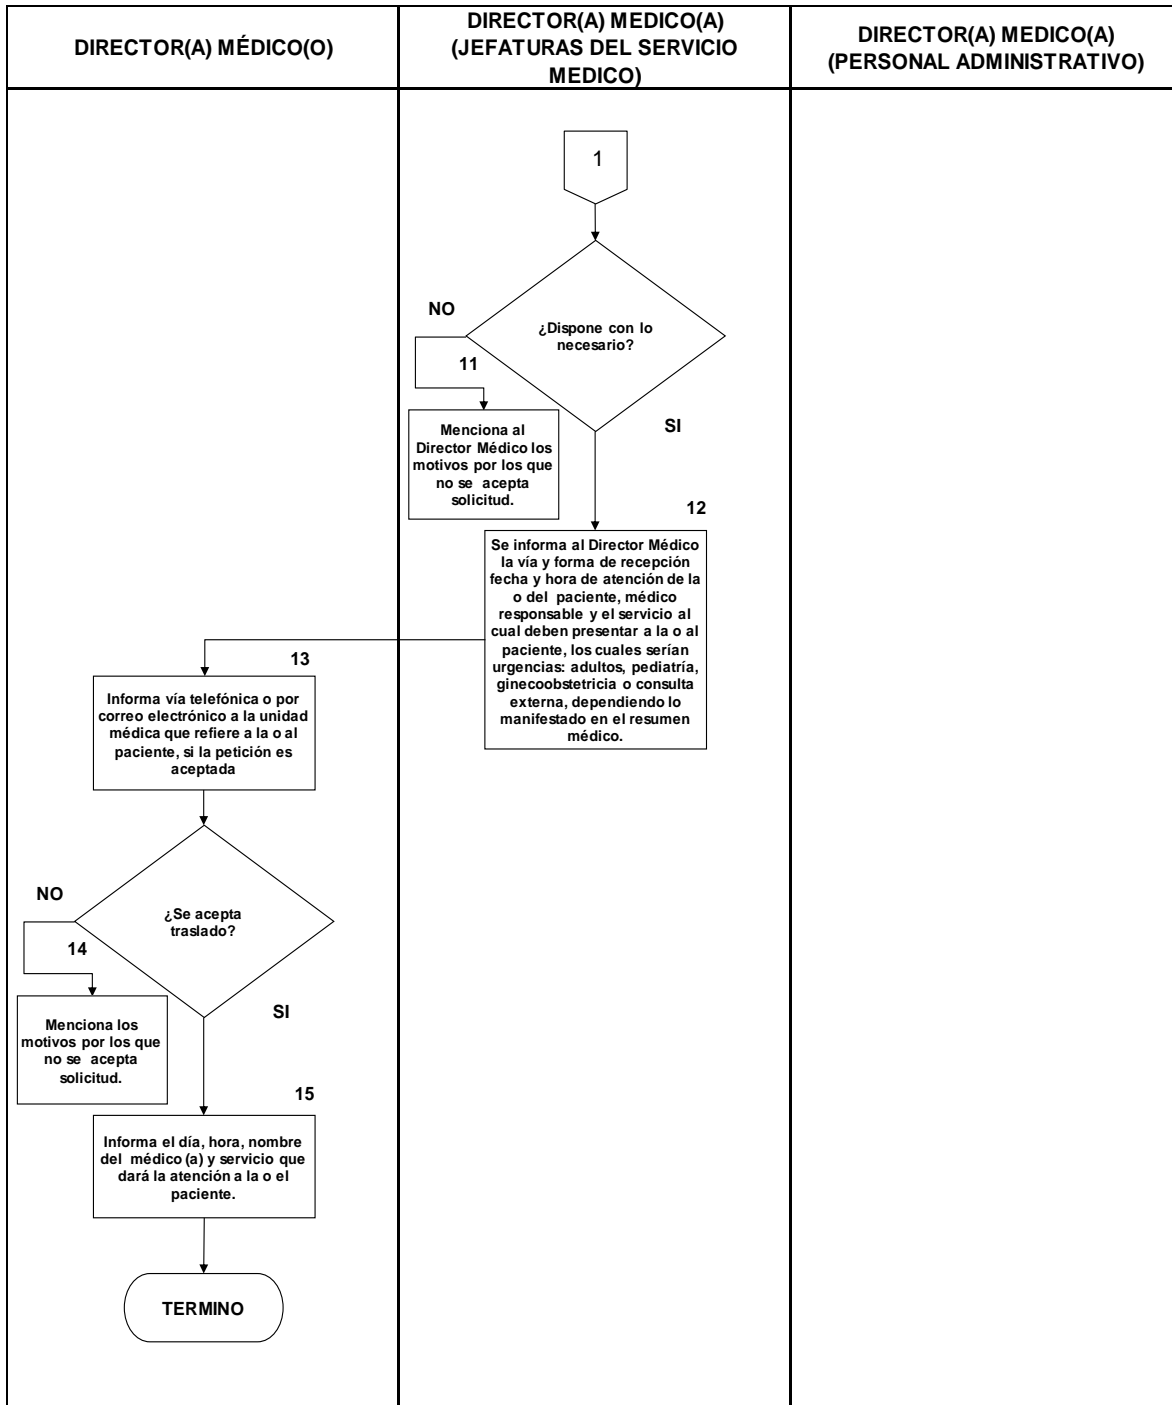 DIRECTOR(A) MÉDICO(O)
DIRECTOR(A) MEDICO(A)
(JEFATURAS DEL SERVICIO
MEDICO)
DIRECTOR(A) MEDICO(A)
(PERSONAL ADMINISTRATIVO)
1
¿Dispone con lo
necesario?
NO
11
SI
Menciona al
Director Médico los
motivos por los que
no se acepta
solicitud.
12
Se informa al Director Médico
la vía y forma de recepción
fecha y hora de atención de la
o del paciente, médico
responsable y el servicio al
cual deben presentar a la o al
paciente, los cuales serían
urgencias: adultos, pediatría,
ginecoobstetricia o consulta
externa, dependiendo lo
manifestado en el resumen
médico.
13
Informa vía telefónica o por
correo electrónico a la unidad
médica que refiere a la o al
paciente, si la petición es
aceptada
¿Se acepta
traslado?
NO
14
SI
Menciona los
motivos por los que
no se acepta
solicitud.
15
Informa el día, hora, nombre
del médico (a) y servicio que
dará la atención a la o el
paciente.
TERMINO